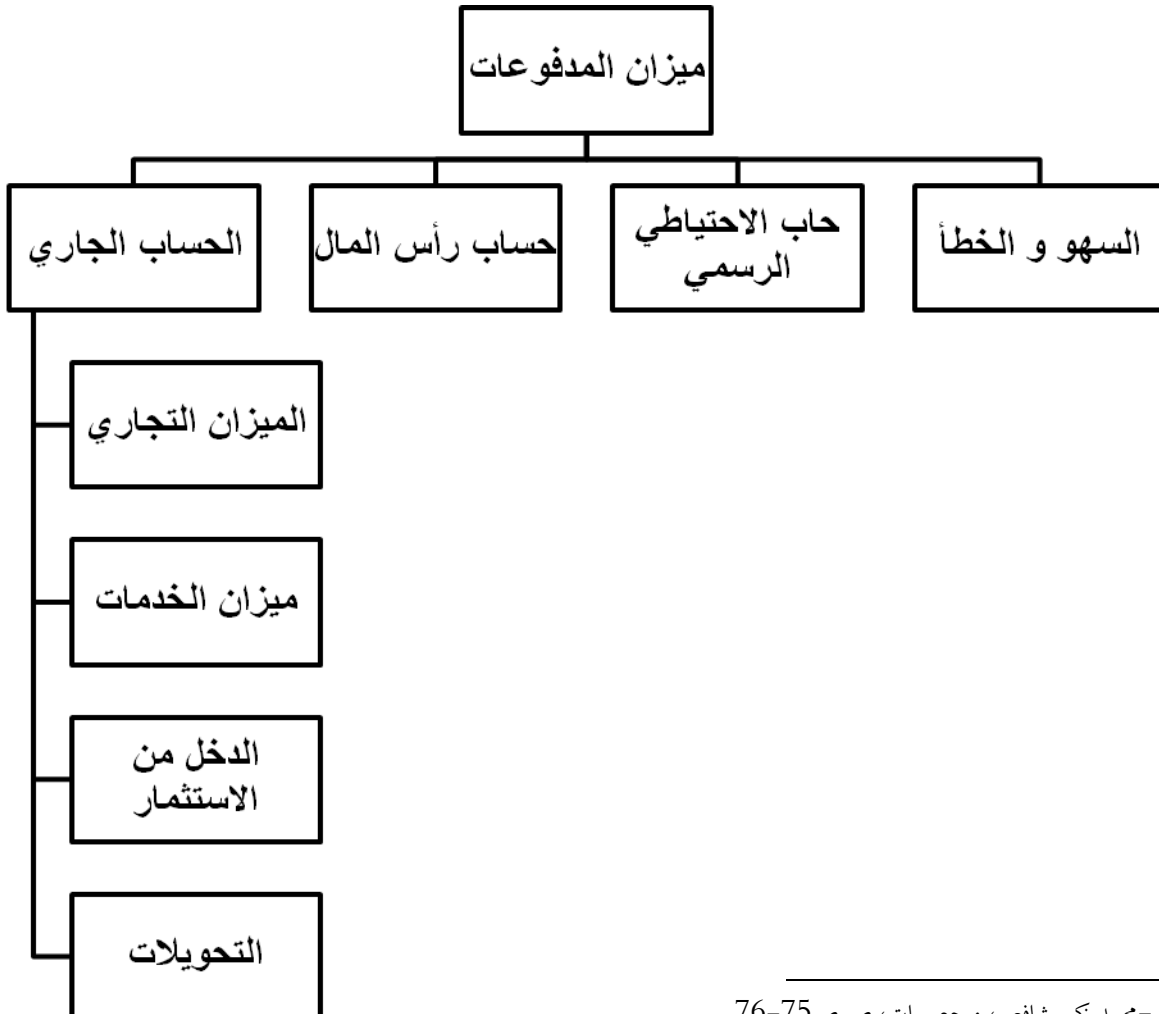 ميزان المدفوعات
السهو و الخطأ
حاب الاحتياطي
الرسمي
حساب رأس المال
الحساب الجاري
الميزان التجاري
ميزان الخدمات
الدخل من
الاستثمار
التحويلات
75-76